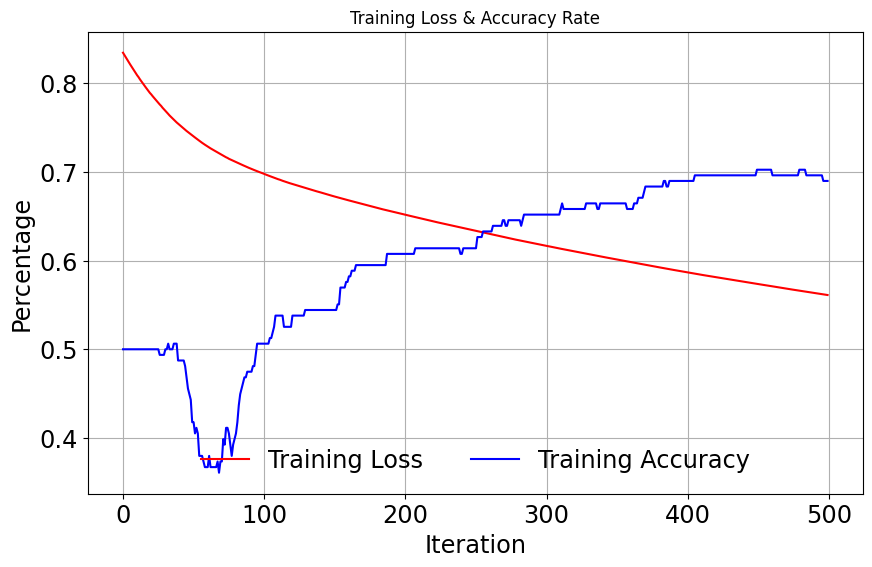 Training Loss & Accuracy Rate
Percentage
0.8
0.7
0.6
0.5
0.4
Training Loss
Training Accuracy
0 100 200 300 400 500
Iteration